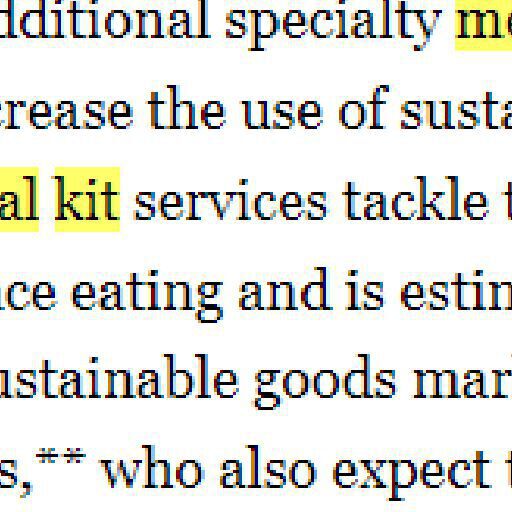 dditional specialty me
crease the use of susta
al kit services tackle t
ce eating and is estin
ustainable goods mar
s,** who also expect t